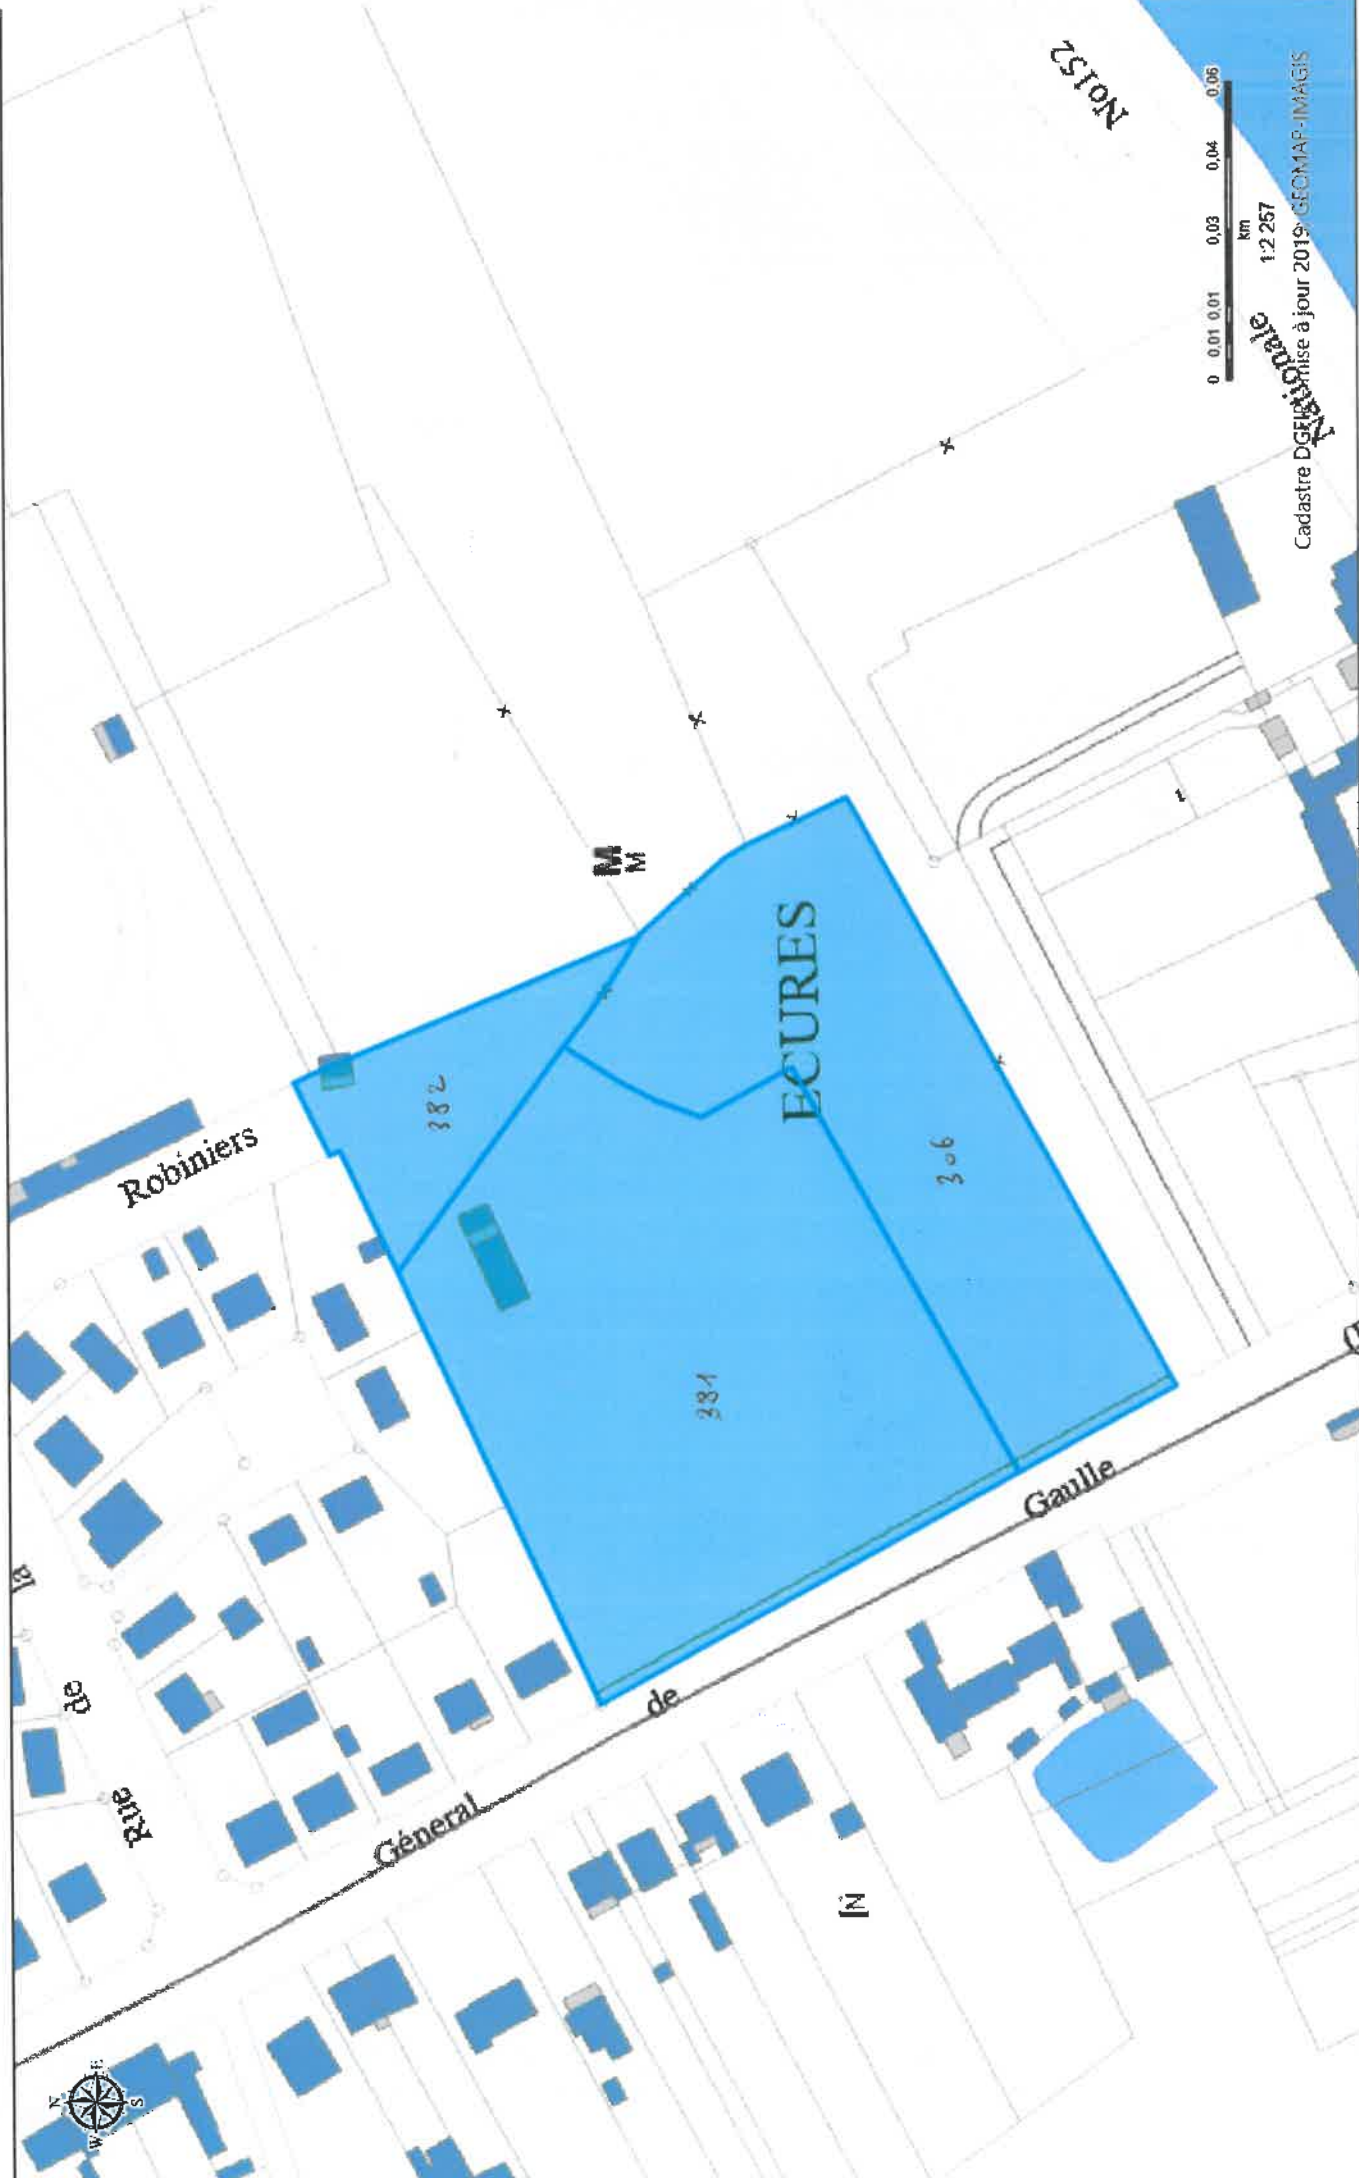 N
W
E
S
la
de
Rue
Robiniers
Général
de
Gaulle
382
381
306
ECURES
M
M
N
No152
Nationale
0 0,01 0,01 0,03 0,04 0,06
km
1:2 257
Cadastre DGFIP mise à jour 2019, GEOMAP-IMAGIS